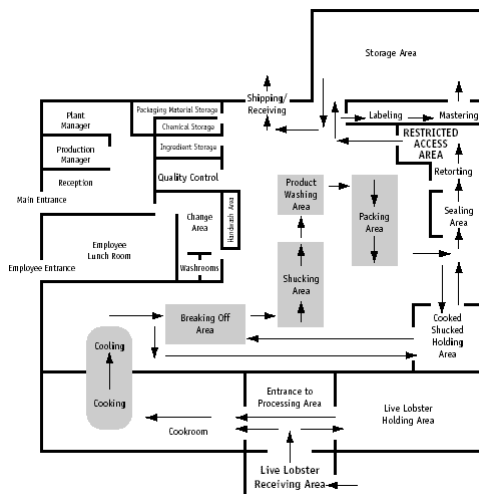 Storage Area
Shipping/
Receiving
Labeling
Mastering
RESTRICTED
ACCESS
AREA
Plant
Manager
Packaging Material Storage
Chemical Storage
Production
Manager
Ingredient Storage
Reception
Quality Control
Main Entrance
Retorting
Product
Washing
Area
Packing
Area
Sealing
Area
Change
Area
Handwash Area
Employee
Lunch Room
Employee Entrance
Washrooms
Shucking
Area
Breaking Off
Area
Cooked
Shucked
Holding
Area
Cooling
Cooking
Entrance to
Processing Area
Live Lobster
Holding Area
Cookroom
Live Lobster
Receiving Area